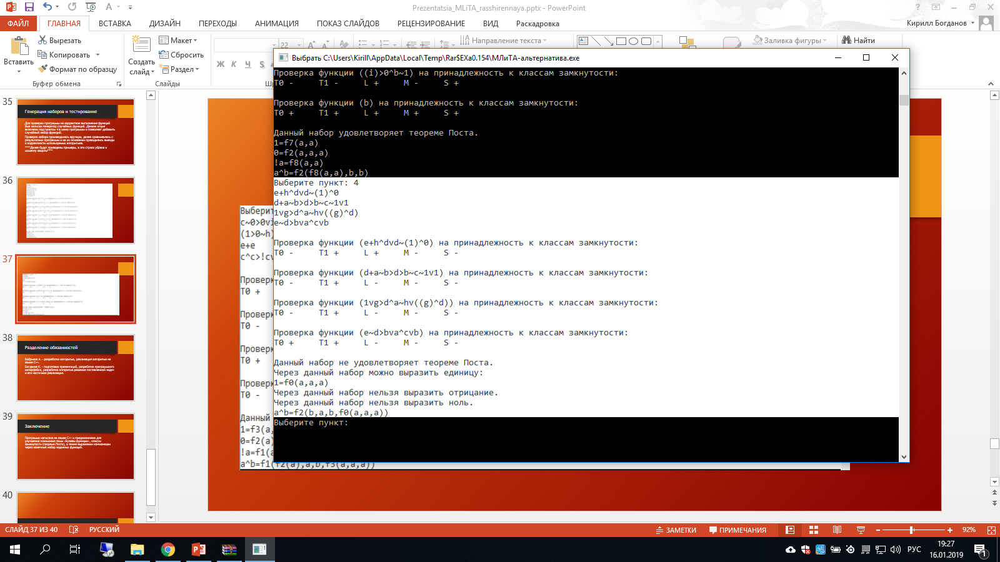 Prezentatsia_MLiTA_rasshirennaya.pptx - PowerPoint
ФАЙЛ ГЛАВНАЯ ВСТАВКА ДИЗАЙН ПЕРЕХОДЫ АНИМАЦИЯ ПОКАЗ СЛАЙДОВ РЕЦЕНЗИРОВАНИЕ ВИД Раскадровка Кирилл Богданов
Вставить
Вырезать
Копировать
Формат по образцу
Буфер обмена
Создать слайд
Макет
Сбросить
Раздел
Слайды
22
Ж К Ч S
Направление текста
Заливка фигуры
Найти
Выбрать C:\Users\Kirill\AppData\Local\Temp\Rar$EXa0.154\МЛиТА-альтернатива.exe
Проверка функции ((i)>0^b~1) на принадлежность к классам замкнутости:
T0 - T1 - L + M - S +
Проверка функции (b) на принадлежность к классам замкнутости:
T0 + T1 + L + M + S +
Данный набор удовлетворяет теореме Поста.
1=f7(a,a)
0=f2(a,a,a)
!a=f8(a,a)
a^b=f2(f8(a,a),b,b)
Выберите пункт: 4
e+h^dvd~(1)^0
d+a~b>d>b~c~1v1
1vg>d^a~hv((g)^d)
e~d>bva^cvb
Проверка функции (e+h^dvd~(1)^0) на принадлежность к классам замкнутости:
T0 - T1 + L + M - S -
Проверка функции (d+a~b>d>b~c~1v1) на принадлежность к классам замкнутости:
T0 - T1 + L - M - S -
Проверка функции (1vg>d^a~hv((g)^d)) на принадлежность к классам замкнутости:
T0 - T1 + L - M - S -
Проверка функции (e~d>bva^cvb) на принадлежность к классам замкнутости:
T0 + T1 + L - M - S -
Данный набор не удовлетворяет теореме Поста.
Через данный набор можно выразить единицу:
1=f0(a,a,a)
Через данный набор нельзя выразить отрицание.
Через данный набор нельзя выразить ноль.
a^b=f2(b,a,b,f0(a,a,a))
Выберите пункт:
c~0>0vi
(1>0~h)
e+e
c^c>!cv
T0 +
T0 -
T0 +
T0 -
Данный
1=f3(a,
0=f2(a)
!a=f1(a
a^b=f1(f2(a),a,b,f3(a,a,a))
35
Генерация наборов и тестирование
36
37
38
Разделение обязанностей
39
Заключение
40
СЛАЙД 37 ИЗ 40 РУССКИЙ
ЗАМЕТКИ ПРИМЕЧАНИЯ 92%
РУС
19:27
16.01.2019
1